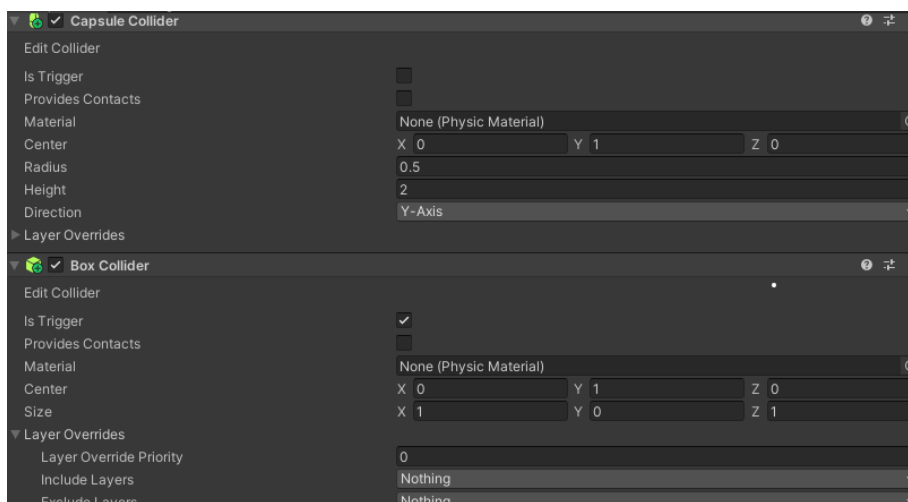 Capsule Collider
Edit Collider
Is Trigger
Provides Contacts
Material None (Physic Material)
Center X 0 Y 1 Z 0
Radius 0.5
Height 2
Direction Y-Axis
Layer Overrides
Box Collider
Edit Collider
Is Trigger
Provides Contacts
Material None (Physic Material)
Center X 0 Y 1 Z 0
Size X 1 Y 0 Z 1
Layer Overrides
Layer Override Priority 0
Include Layers Nothing
Exclude Layers Nothing